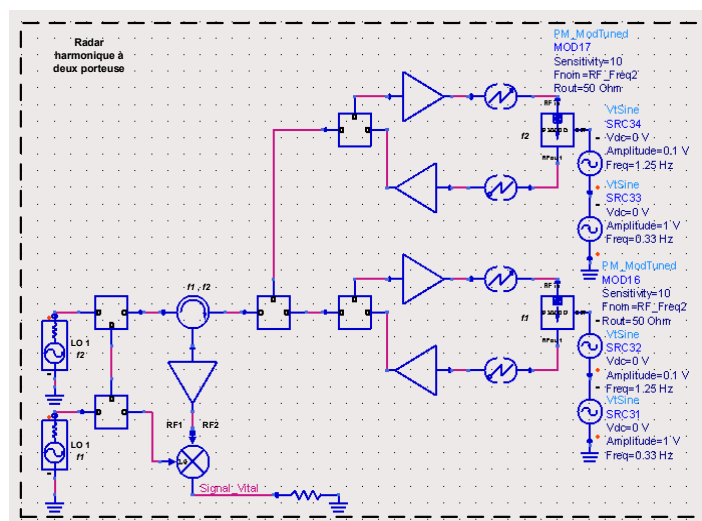 Radar
harmonique à
deux porteuse
PM_ModTuned
MOD17
Sensitivity=10
Fnom=RF_Freq2
Rout=50 Ohm
f2
VtSine
SRC34
Vdc=0 V
Amplitude=0.1 V
Freq=1.25 Hz
VtSine
SRC33
Vdc=0 V
Amplitude=1 V
Freq=0.33 Hz
PM_ModTuned
MOD16
Sensitivity=10
Fnom=RF_Freq2
Rout=50 Ohm
f1
VtSine
SRC32
Vdc=0 V
Amplitude=0.1 V
Freq=1.25 Hz
VtSine
SRC31
Vdc=0 V
Amplitude=1 V
Freq=0.33 Hz
f1 , f2
LO 1
f2
LO 1
f1
RF1 RF2
Signal_Vital